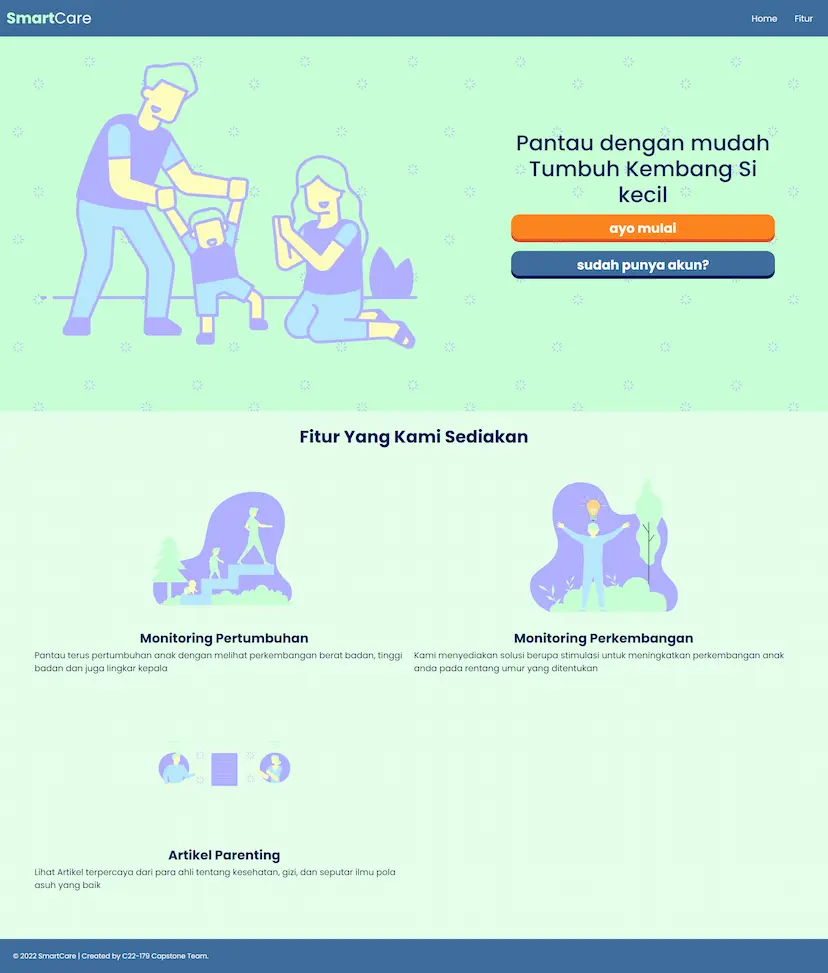 SmartCare
Home
Fitur
Pantau dengan mudah
Tumbuh Kembang Si
kecil
ayo mulai
sudah punya akun?
Fitur Yang Kami Sediakan
Monitoring Pertumbuhan
Pantau terus pertumbuhan anak dengan melihat perkembangan berat badan, tinggi
badan dan juga lingkar kepala
Monitoring Perkembangan
Kami menyediakan solusi berupa stimulasi untuk meningkatkan perkembangan anak
anda pada rentang umur yang ditentukan
Artikel Parenting
Lihat Artikel terpercaya dari para ahli tentang kesehatan, gizi, dan seputar ilmu pola
asuh yang baik
© 2022 SmartCare | Created by C22-179 Capstone Team.